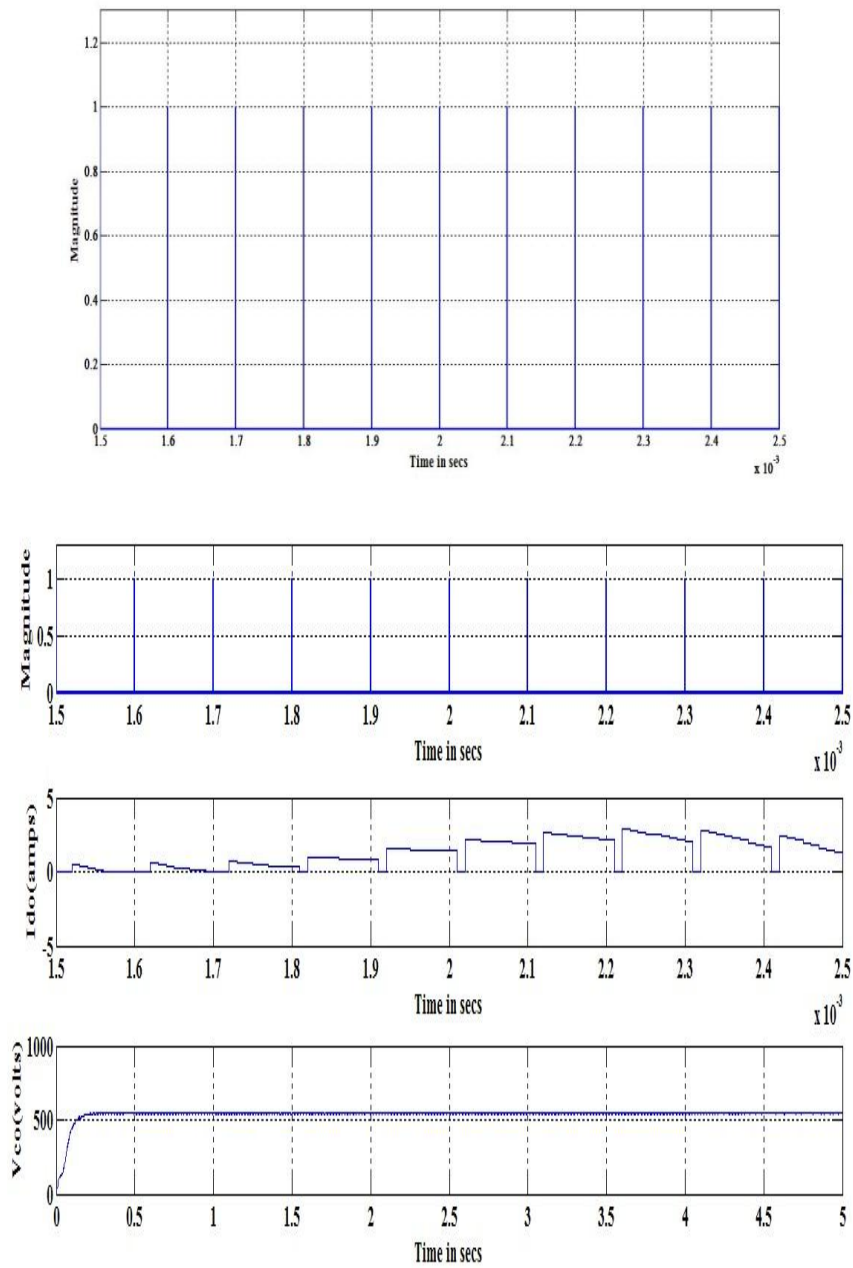 1.2
1
0.8
0.6
0.4
0.2
0
Magnitude
1.5 1.6 1.7 1.8 1.9 2 2.1 2.2 2.3 2.4 2.5
Time in secs
x 10-3
Magnitude
1
0.5
0
1.5 1.6 1.7 1.8 1.9 2 2.1 2.2 2.3 2.4 2.5
Time in secs
x 10-3
Ido(amps)
5
0
-5
1.5 1.6 1.7 1.8 1.9 2 2.1 2.2 2.3 2.4 2.5
Time in secs
x 10-3
Vco(volts)
1000
500
0
0 0.5 1 1.5 2 2.5 3 3.5 4 4.5 5
Time in secs